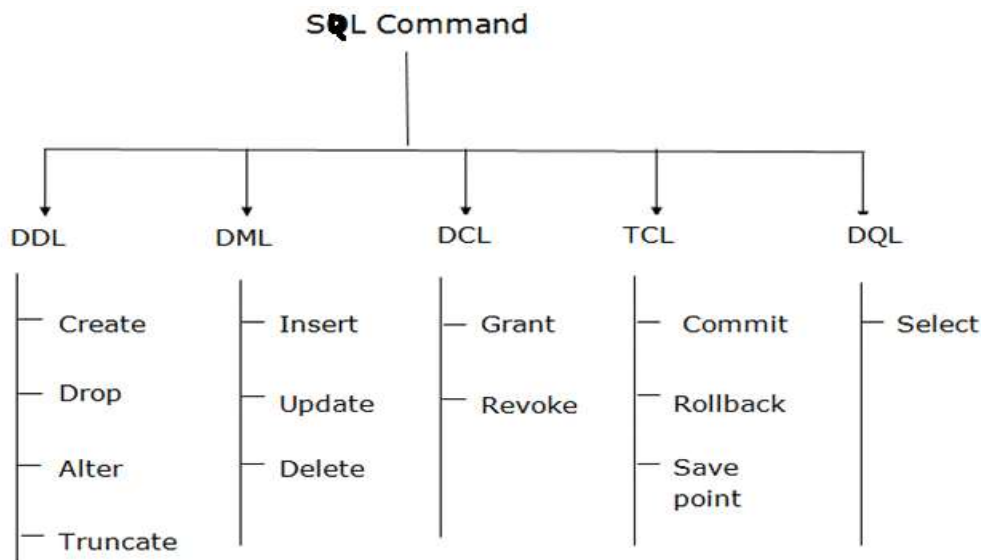 SQL Command
DDL
DML
DCL
TCL
DQL
Create
Drop
Alter
Truncate
Insert
Update
Delete
Grant
Revoke
Commit
Rollback
Save
point
Select